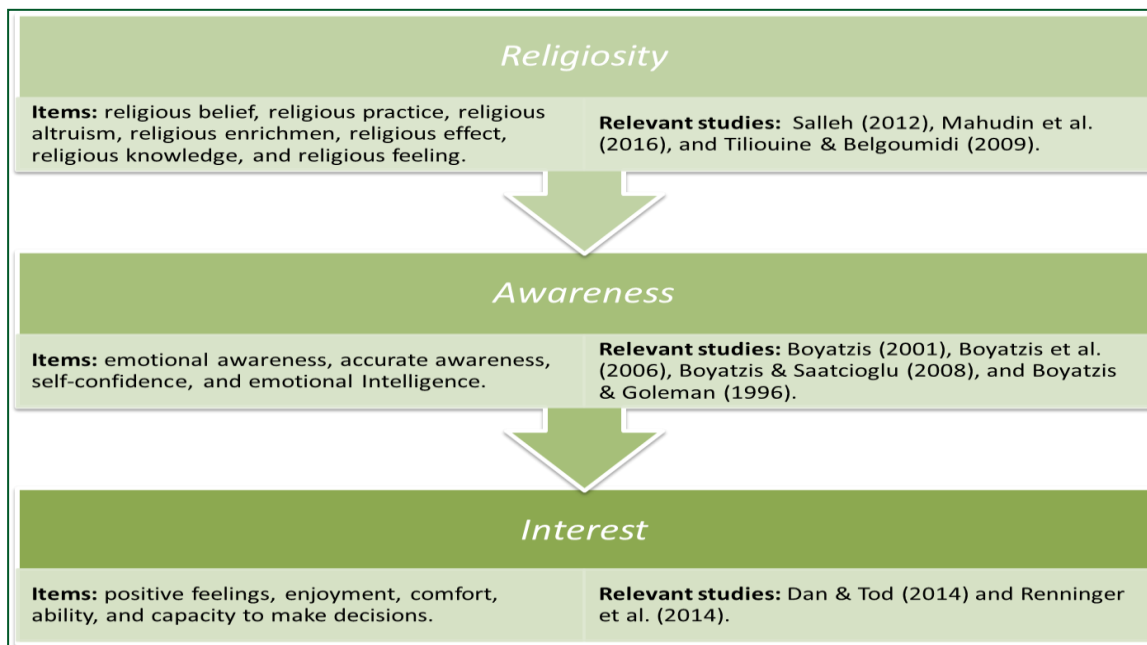 Religiosity
Items: religious belief, religious practice, religious
altruism, religious enrichmen, religious effect,
religious knowledge, and religious feeling.
Relevant studies: Salleh (2012), Mahudin et al.
(2016), and Tiliouine & Belgoumidi (2009).
Awareness
Items: emotional awareness, accurate awareness,
self-confidence, and emotional Intelligence.
Relevant studies: Boyatzis (2001), Boyatzis et al.
(2006), Boyatzis & Saatcioglu (2008), and Boyatzis
& Goleman (1996).
Interest
Items: positive feelings, enjoyment, comfort,
ability, and capacity to make decisions.
Relevant studies: Dan & Tod (2014) and Renninger
et al. (2014).